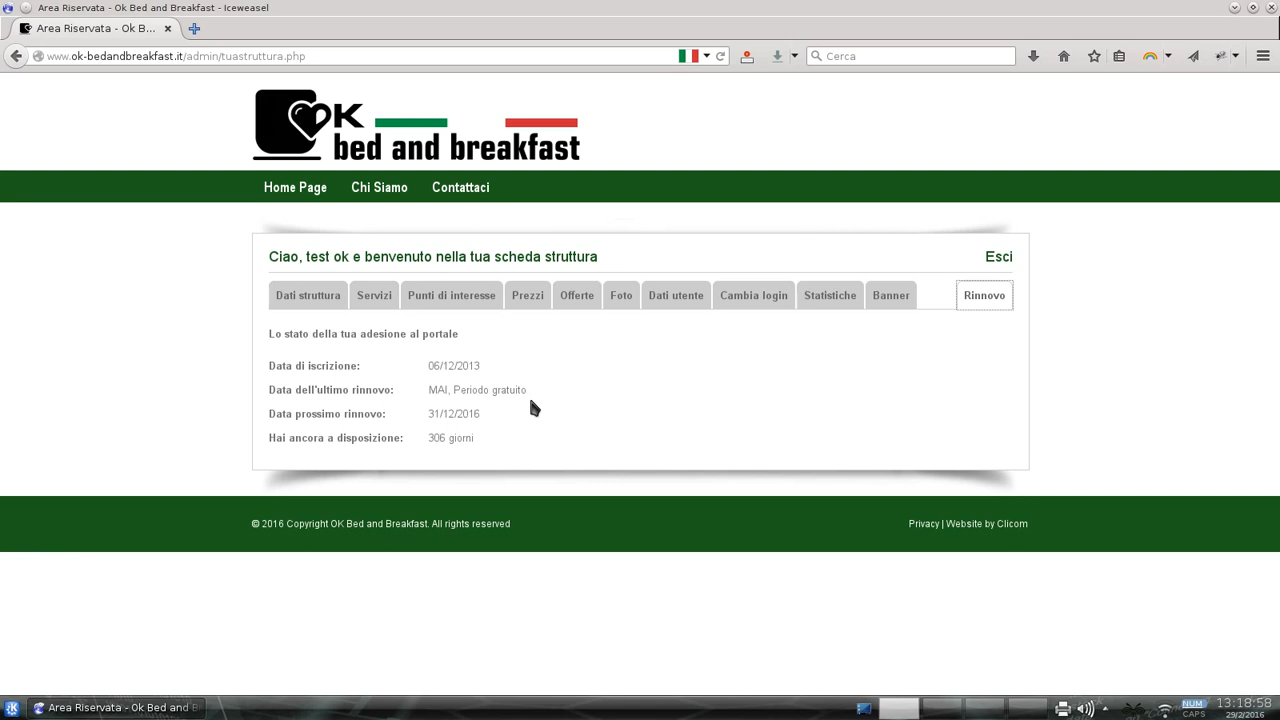 Area Riservata - Ok Bed and Breakfast - Iceweasel
Area Riservata - Ok B...
www.ok-bedandbreakfast.it/admin/tuastruttura.php
Cerca
OK
bed and breakfast
Home Page Chi Siamo Contattaci
Ciao, test ok e benvenuto nella tua scheda struttura Esci
Dati struttura Servizi Punti di interesse Prezzi Offerte Foto Dati utente Cambia login Statistiche Banner Rinnovo
Lo stato della tua adesione al portale
Data di iscrizione: 06/12/2013
Data dell'ultimo rinnovo: MAI, Periodo gratuito
Data prossimo rinnovo: 31/12/2016
Hai ancora a disposizione: 306 giorni
© 2016 Copyright OK Bed and Breakfast. All rights reserved Privacy | Website by Clicom
Area Riservata - Ok Bed and B
NUM
CAPS
13:18:58
29/2/2016